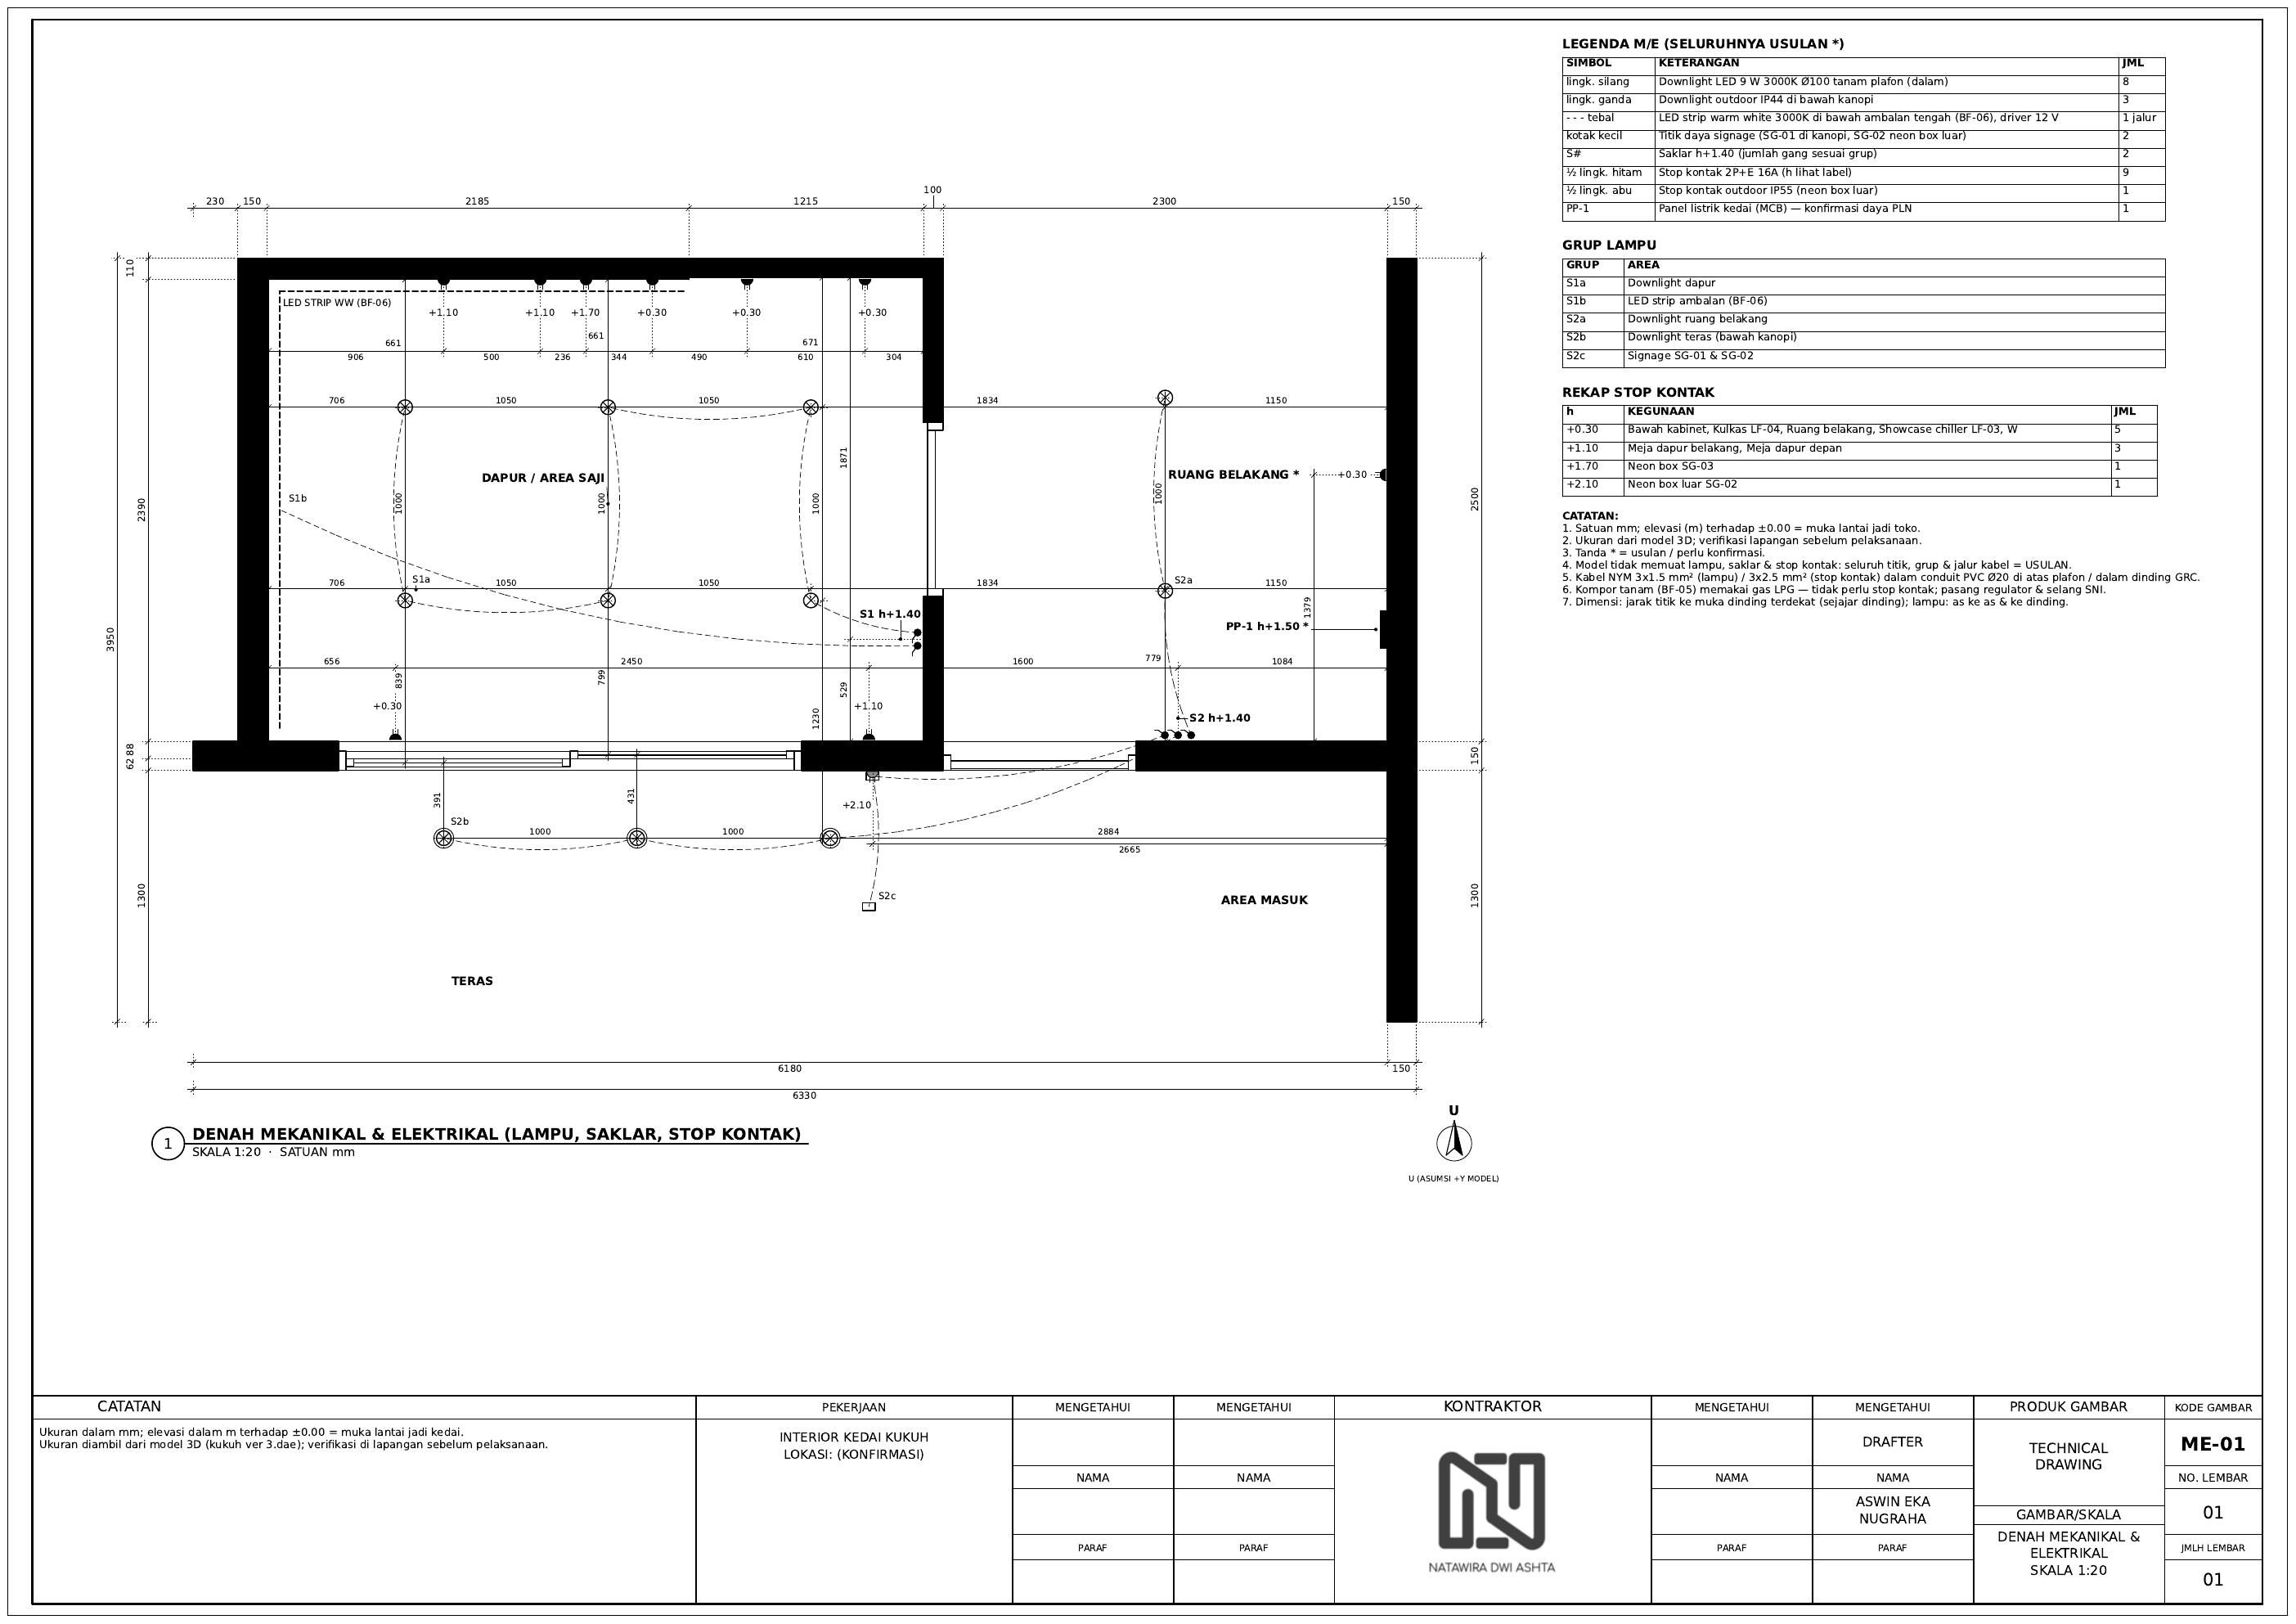 LEGENDA M/E (SELURUHNYA USULAN *)
SIMBOL KETERANGAN JML
lingk. silang Downlight LED 9 W 3000K Ø100 tanam plafon (dalam) 8
lingk. ganda Downlight outdoor IP44 di bawah kanopi 3
- - - tebal LED strip warm white 3000K di bawah ambalan tengah (BF-06), driver 12 V 1 jalur
kotak kecil Titik daya signage (SG-01 di kanopi, SG-02 neon box luar) 2
S# Saklar h+1.40 (jumlah gang sesuai grup) 2
½ lingk. hitam Stop kontak 2P+E 16A (h lihat label) 9
½ lingk. abu Stop kontak outdoor IP55 (neon box luar) 1
PP-1 Panel listrik kedai (MCB) — konfirmasi daya PLN 1
GRUP LAMPU
GRUP AREA
S1a Downlight dapur
S1b LED strip ambalan (BF-06)
S2a Downlight ruang belakang
S2b Downlight teras (bawah kanopi)
S2c Signage SG-01 & SG-02
REKAP STOP KONTAK
h KEGUNAAN JML
+0.30 Bawah kabinet, Kulkas LF-04, Ruang belakang, Showcase chiller LF-03, W 5
+1.10 Meja dapur belakang, Meja dapur depan 3
+1.70 Neon box SG-03 1
+2.10 Neon box luar SG-02 1
CATATAN:
1. Satuan mm; elevasi (m) terhadap ±0.00 = muka lantai jadi toko.
2. Ukuran dari model 3D; verifikasi lapangan sebelum pelaksanaan.
3. Tanda * = usulan / perlu konfirmasi.
4. Model tidak memuat lampu, saklar & stop kontak: seluruh titik, grup & jalur kabel = USULAN.
5. Kabel NYM 3x1.5 mm² (lampu) / 3x2.5 mm² (stop kontak) dalam conduit PVC Ø20 di atas plafon / dalam dinding GRC.
6. Kompor tanam (BF-05) memakai gas LPG — tidak perlu stop kontak; pasang regulator & selang SNI.
7. Dimensi: jarak titik ke muka dinding terdekat (sejajar dinding); lampu: as ke as & ke dinding.
100
230 150 2185 1215 2300 150
110
LED STRIP WW (BF-06)
+1.10 +1.10 +1.70 +0.30 +0.30 +0.30
661 661 671
906 500 236 344 490 610 304
706 1050 1050 1834 1150
1871
DAPUR / AREA SAJI
RUANG BELAKANG * +0.30
S1b
1000 1000 1000 1000
2390 2500
706 S1a 1050 1050 1834 S2a 1150
S1 h+1.40
1379
PP-1 h+1.50 *
3950
656 2450 1600 779 1084
839 799 529 1230
+0.30 +1.10
S2 h+1.40
62 88 150
391 431
+2.10
S2b
1000 1000 2884
2665
1300 1300
S2c
AREA MASUK
TERAS
6180 150
6330
U
1
DENAH MEKANIKAL & ELEKTRIKAL (LAMPU, SAKLAR, STOP KONTAK)
SKALA 1:20 · SATUAN mm
U (ASUMSI +Y MODEL)
CATATAN
Ukuran dalam mm; elevasi dalam m terhadap ±0.00 = muka lantai jadi kedai.
Ukuran diambil dari model 3D (kukuh ver 3.dae); verifikasi di lapangan sebelum pelaksanaan.
PEKERJAAN
INTERIOR KEDAI KUKUH
LOKASI: (KONFIRMASI)
MENGETAHUI MENGETAHUI
NAMA NAMA
PARAF PARAF
KONTRAKTOR
NATAWIRA DWI ASHTA
MENGETAHUI MENGETAHUI
DRAFTER
NAMA NAMA
ASWIN EKA
NUGRAHA
PARAF PARAF
PRODUK GAMBAR
TECHNICAL
DRAWING
GAMBAR/SKALA
DENAH MEKANIKAL &
ELEKTRIKAL
SKALA 1:20
KODE GAMBAR
ME-01
NO. LEMBAR
01
JMLH LEMBAR
01